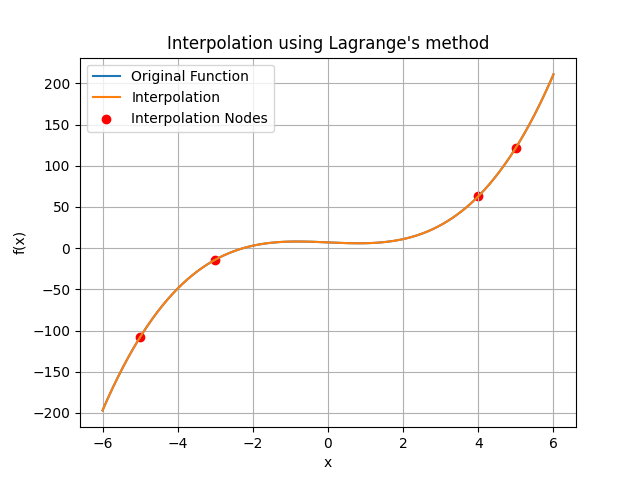 Interpolation using Lagrange's method
Original Function
Interpolation
Interpolation Nodes
f(x)
200
150
100
50
0
−50
−100
−150
−200
−6
−4
−2
0
2
4
6
x